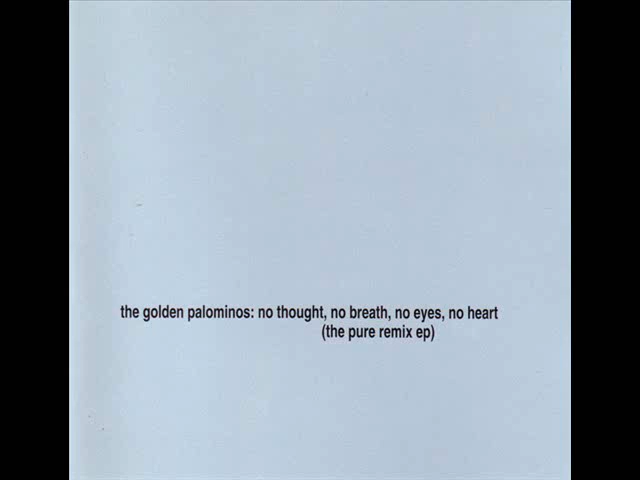 the golden palominos: no thought, no breath, no eyes, no heart
(the pure remix ep)